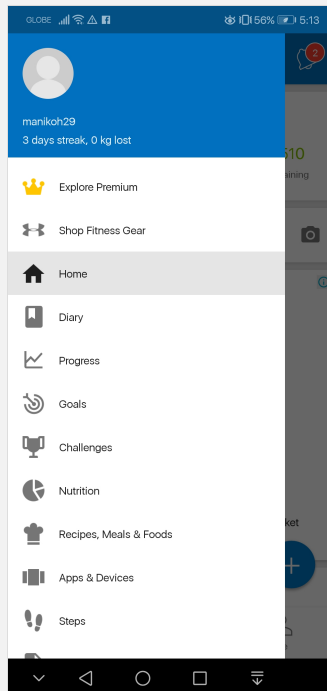 GLOBE 56% 5:13
2
manikoh29
3 days streak, 0 kg lost
510
aining
Explore Premium
Shop Fitness Gear
Home
Diary
Progress
Goals
Challenges
Nutrition
Recipes, Meals & Foods
ket
Apps & Devices
Steps